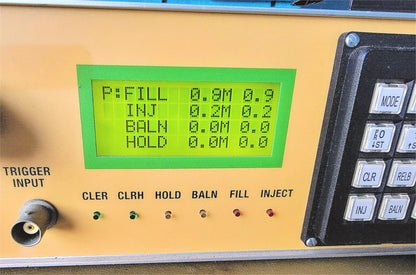 P:FILL 0.9M 0.9
INJ 0.2M 0.2
BALN 0.0M 0.0
HOLD 0.0M 0.0
TRIGGER
INPUT
CLER CLRH HOLD BALN FILL INJECT
MODE
↓ST
CLR RELB
INJ BALN